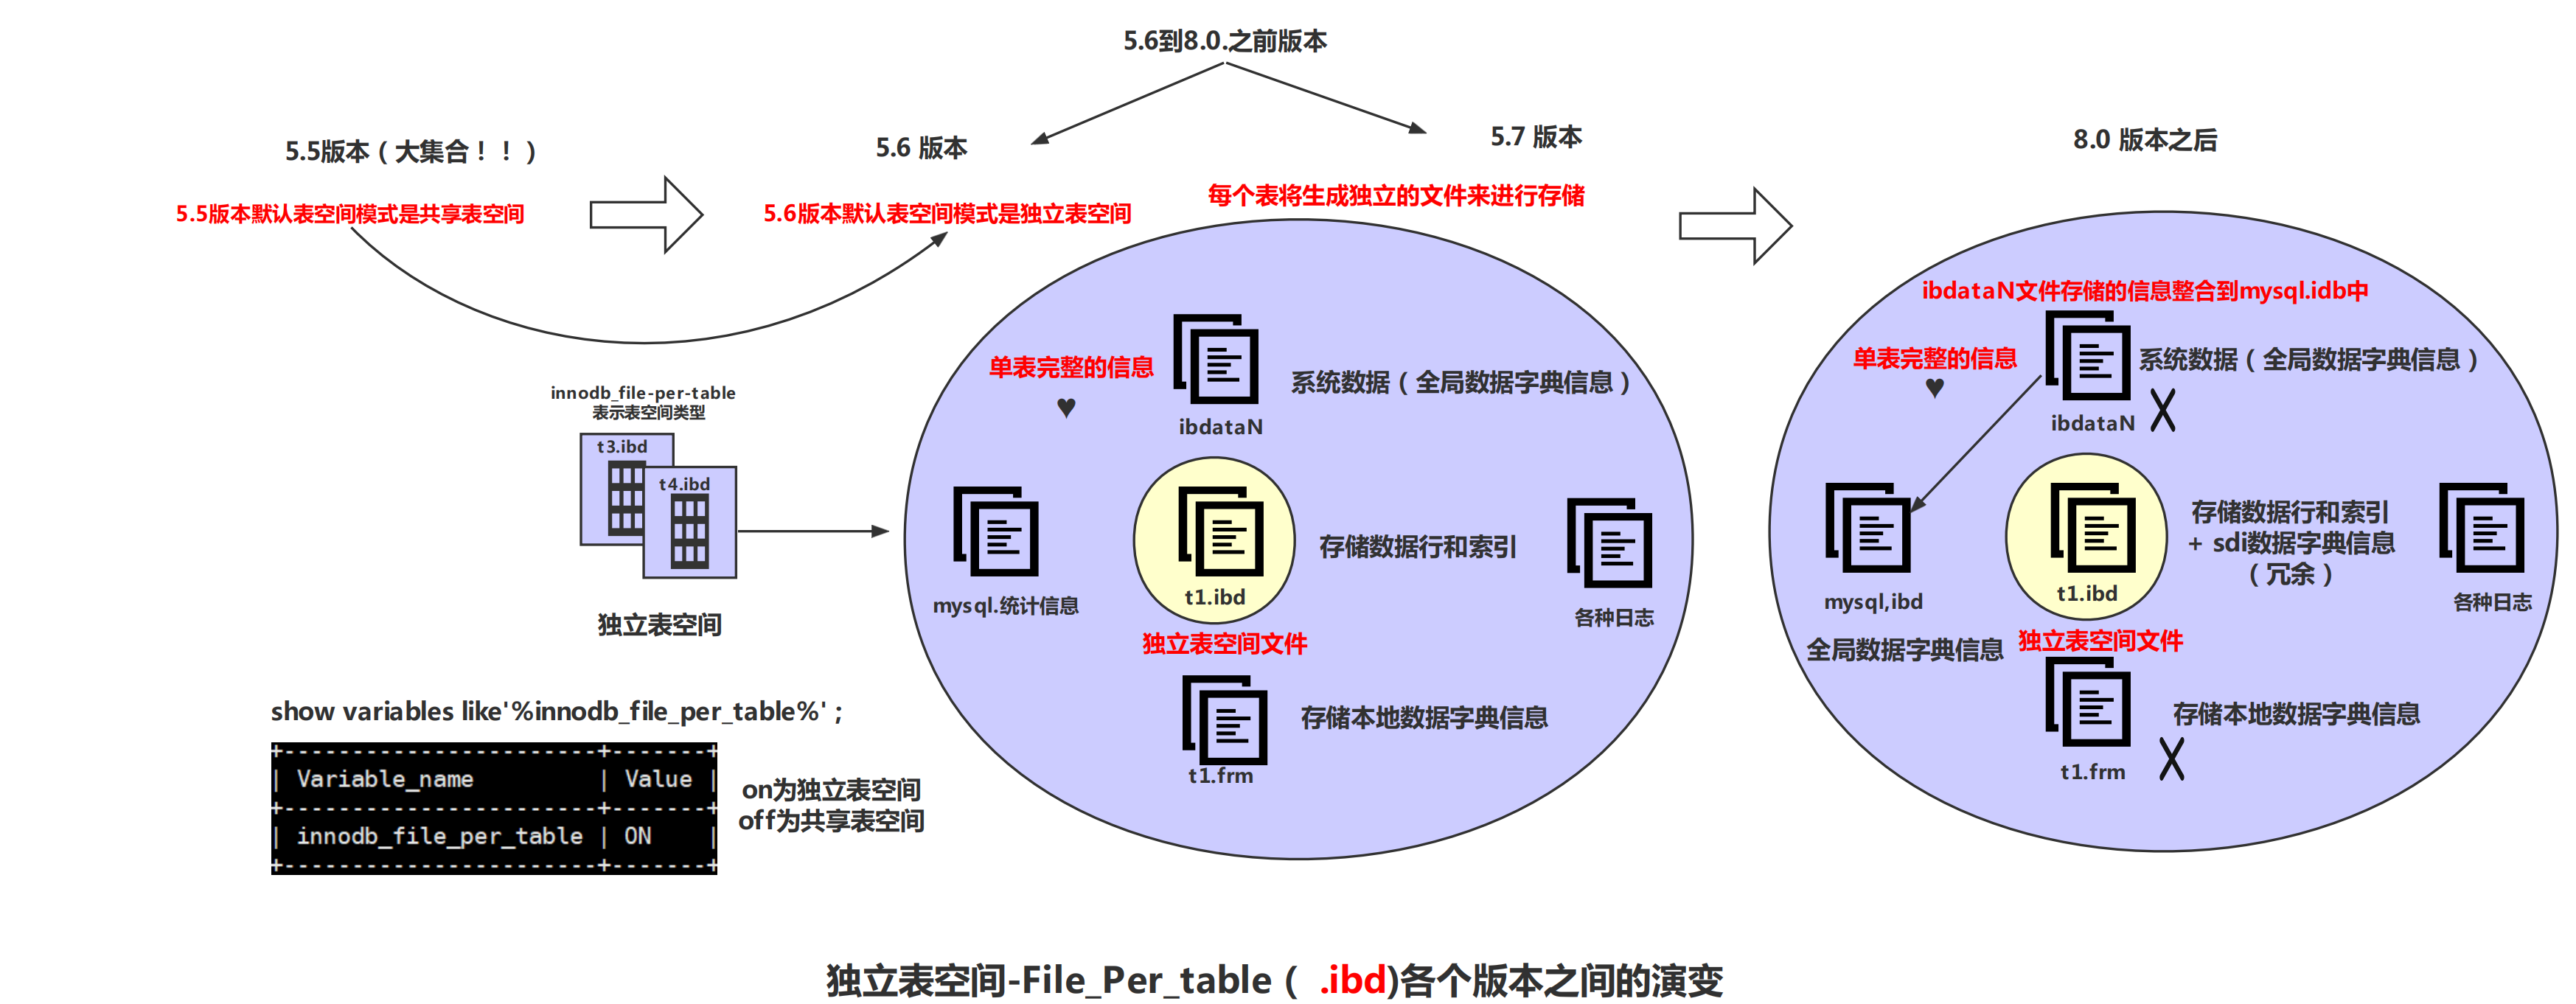 5.6到8.0.之前版本
5.5版本（大集合！！）
5.6 版本
5.7 版本
8.0 版本之后
5.5版本默认表空间模式是共享表空间
5.6版本默认表空间模式是独立表空间
每个表将生成独立的文件来进行存储
innodb_file-per-table
表示表空间类型
t3.ibd
t4.ibd
独立表空间
单表完整的信息
♥
ibdataN
系统数据（全局数据字典信息）
mysql.统计信息
t1.ibd
存储数据行和索引
各种日志
独立表空间文件
t1.frm
存储本地数据字典信息
ibdataN文件存储的信息整合到mysql.idb中
单表完整的信息
♥
系统数据（全局数据字典信息）
ibdataN
X
mysql,ibd
全局数据字典信息
t1.ibd
存储数据行和索引
+ sdi数据字典信息
（冗余）
各种日志
独立表空间文件
t1.frm
X
存储本地数据字典信息
show variables like'%innodb_file_per_table%' ;
+-----------------------+-------+
| Variable_name         | Value |
+-----------------------+-------+
| innodb_file_per_table | ON    |
+-----------------------+-------+
on为独立表空间
off为共享表空间
独立表空间-File_Per_table（ .ibd)各个版本之间的演变